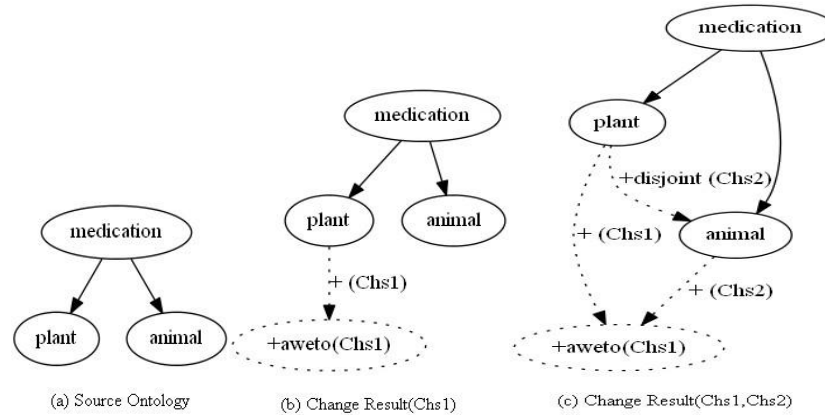 medication
plant
animal
(a) Source Ontology
medication
plant
animal
+ (Chs1)
+aweto(Chs1)
(b) Change Result(Chs1)
medication
plant
+disjoint (Chs2)
+ (Chs1)
animal
+ (Chs2)
+aweto(Chs1)
(c) Change Result(Chs1,Chs2)